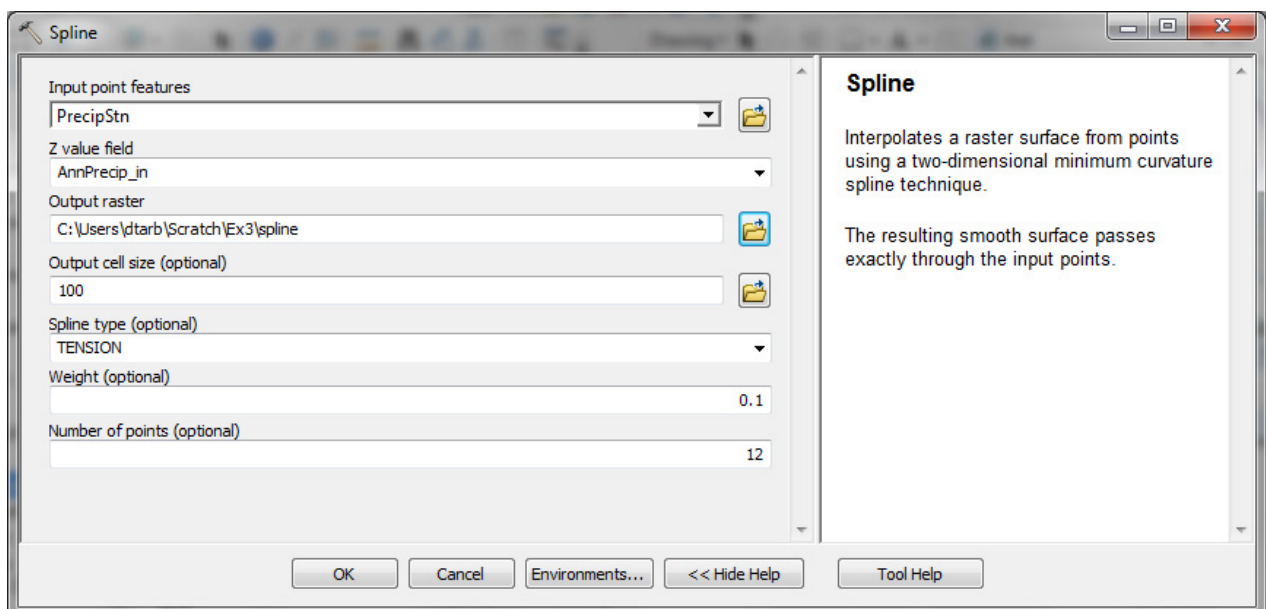 Spline
Input point features
PrecipStn
Z value field
AnnPrecip_in
Output raster
C:\Users\dtarb\Scratch\Ex3\spline
Output cell size (optional)
100
Spline type (optional)
TENSION
Weight (optional)
0.1
Number of points (optional)
12
Spline
Interpolates a raster surface from points
using a two-dimensional minimum curvature
spline technique.
The resulting smooth surface passes
exactly through the input points.
OK
Cancel
Environments...
<< Hide Help
Tool Help